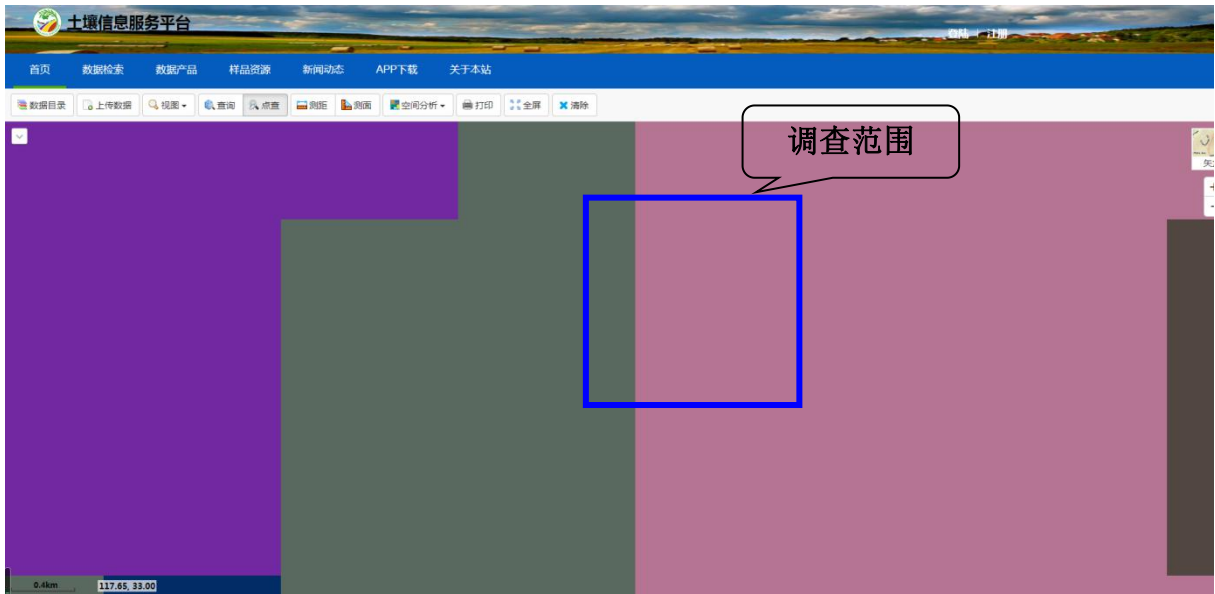 土壤信息服务平台
登陆 | 注册
首页 数据检索 数据产品 样品资源 新闻动态 APP下载 关于本站
数据目录 上传数据 视图 查询 点查 测距 测面 空间分析 打印 全屏 清除
调查范围
+
-
0.4km
117.65, 33.00